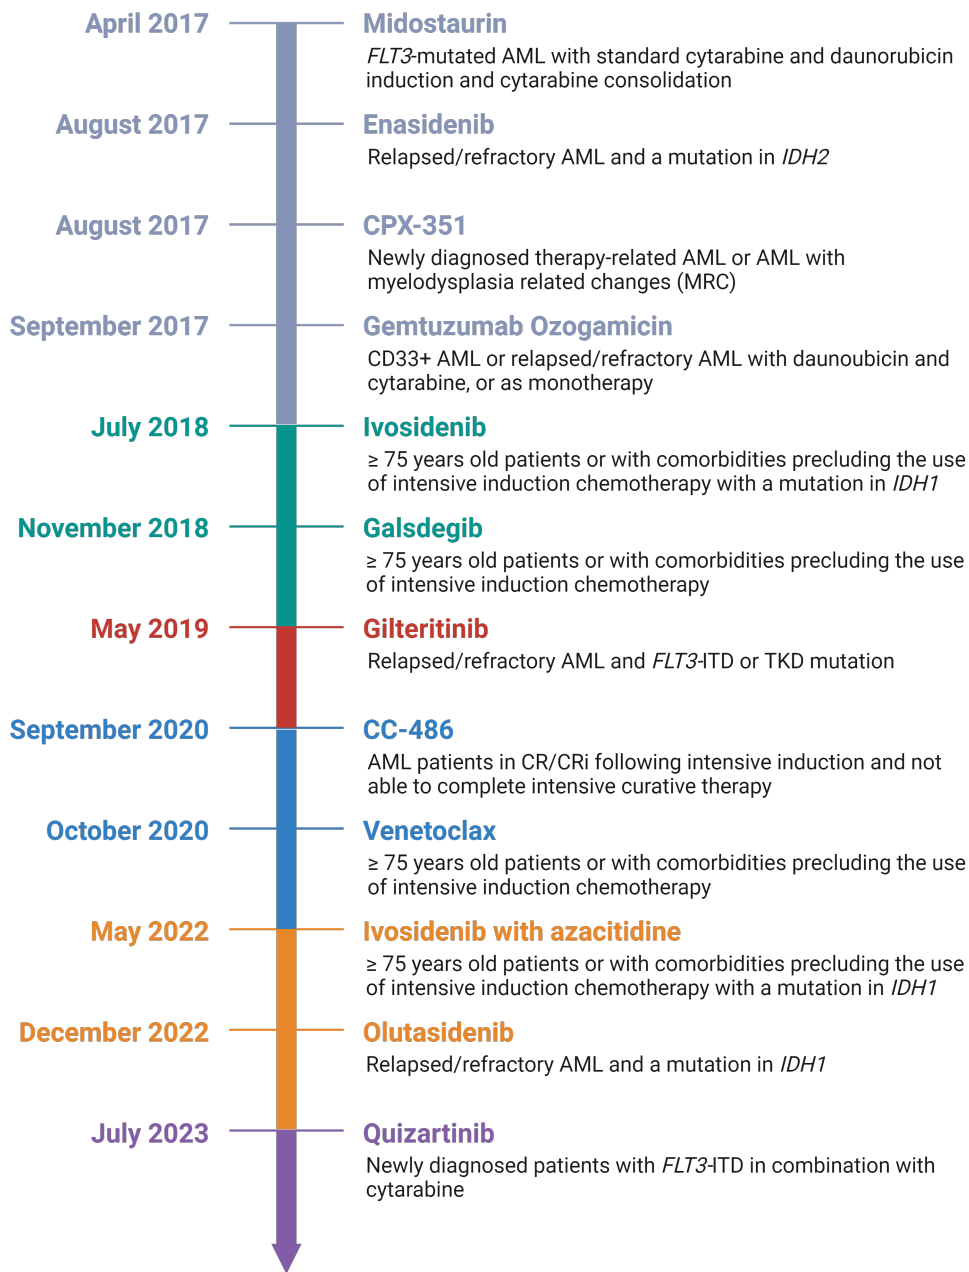 April 2017
Midostaurin
FLT3-mutated AML with standard cytarabine and daunorubicin
induction and cytarabine consolidation
August 2017
Enasidenib
Relapsed/refractory AML and a mutation in IDH2
August 2017
CPX-351
Newly diagnosed therapy-related AML or AML with
myelodysplasia related changes (MRC)
September 2017
Gemtuzumab Ozogamicin
CD33+ AML or relapsed/refractory AML with daunoubicin and
cytarabine, or as monotherapy
July 2018
Ivosidenib
≥ 75 years old patients or with comorbidities precluding the use
of intensive induction chemotherapy with a mutation in IDH1
November 2018
Galsdegib
≥ 75 years old patients or with comorbidities precluding the use
of intensive induction chemotherapy
May 2019
Gilteritinib
Relapsed/refractory AML and FLT3-ITD or TKD mutation
September 2020
CC-486
AML patients in CR/CRi following intensive induction and not
able to complete intensive curative therapy
October 2020
Venetoclax
≥ 75 years old patients or with comorbidities precluding the use
of intensive induction chemotherapy
May 2022
Ivosidenib with azacitidine
≥ 75 years old patients or with comorbidities precluding the use
of intensive induction chemotherapy with a mutation in IDH1
December 2022
Olutasidenib
Relapsed/refractory AML and a mutation in IDH1
July 2023
Quizartinib
Newly diagnosed patients with FLT3-ITD in combination with
cytarabine